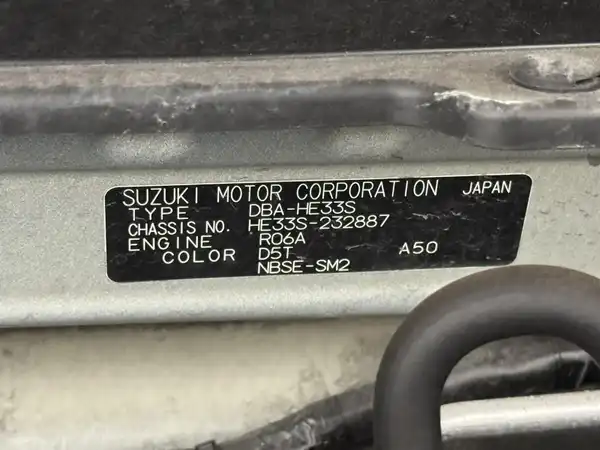 SUZUKI MOTOR CORPORATION JAPAN
TYPE DBA-HE33S
CHASSIS NO. HE33S-232887
ENGINE R06A
COLOR D5T A50
NBSE-SM2